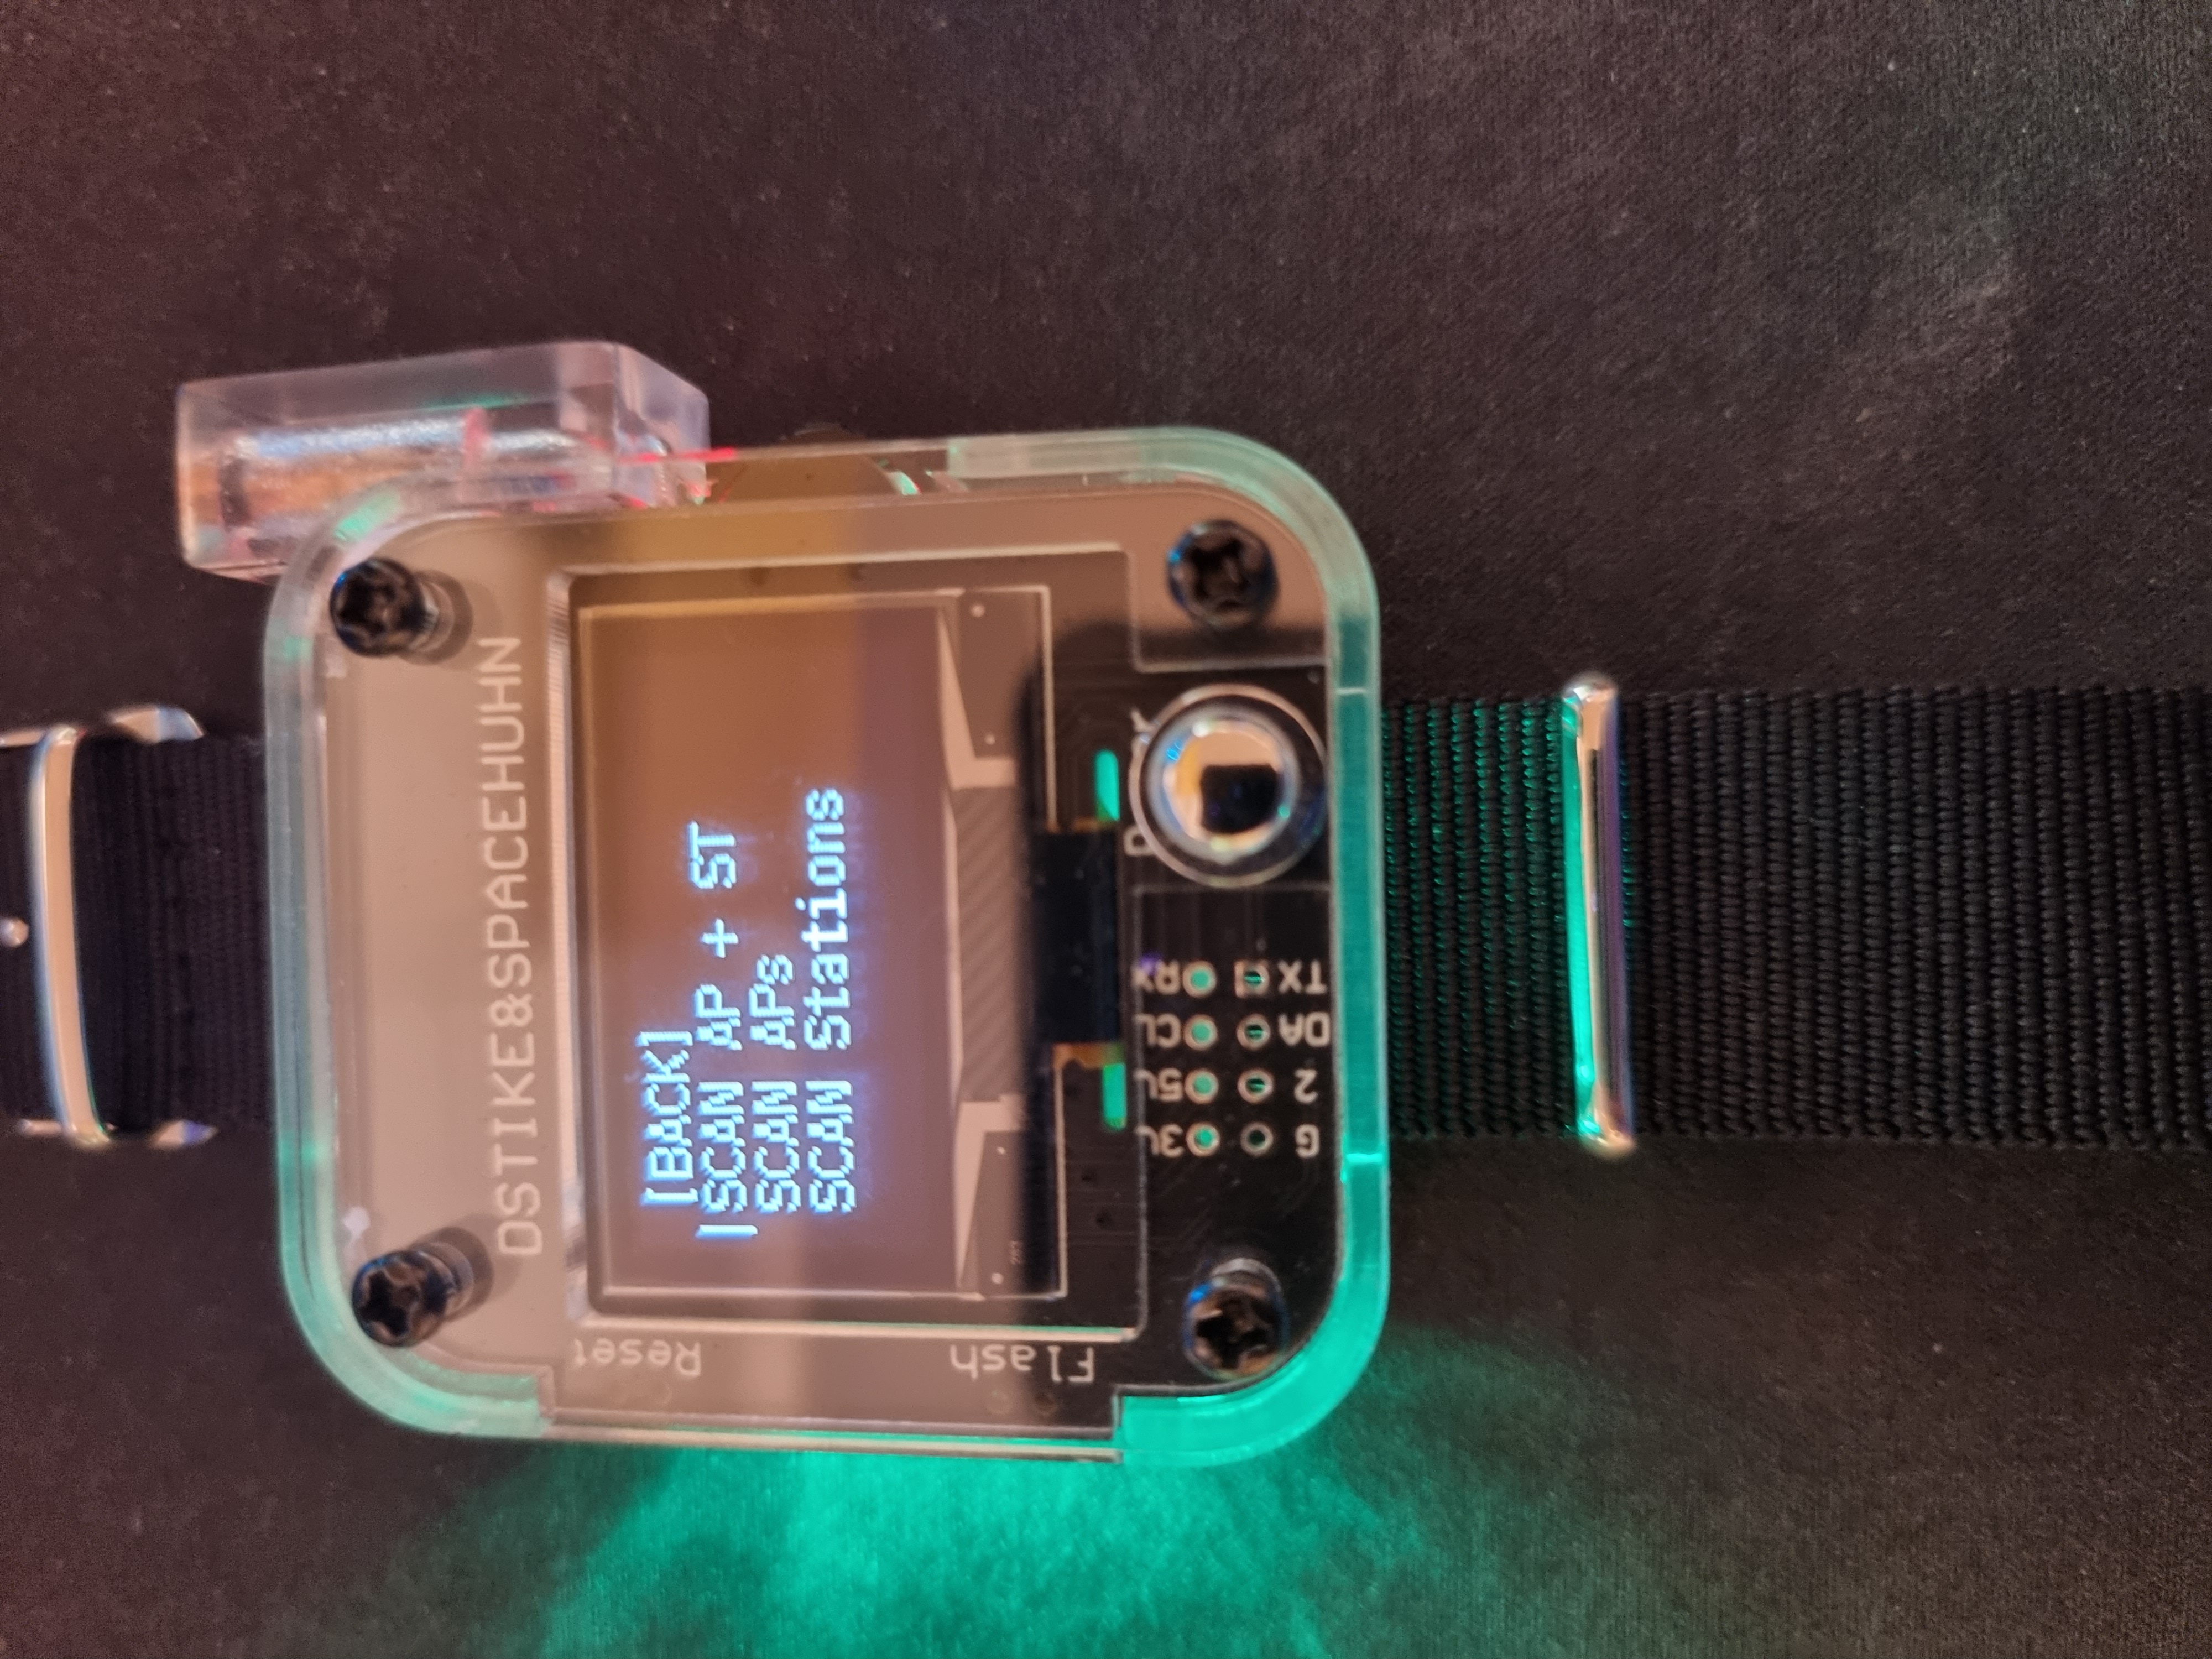 DSTIKE&SPACEHUHN
Reset
[BACK]
SCAN AP + ST
SCAN APs
SCAN Stations
Flash
283
3V 5V CL RX
G 2 DA TX